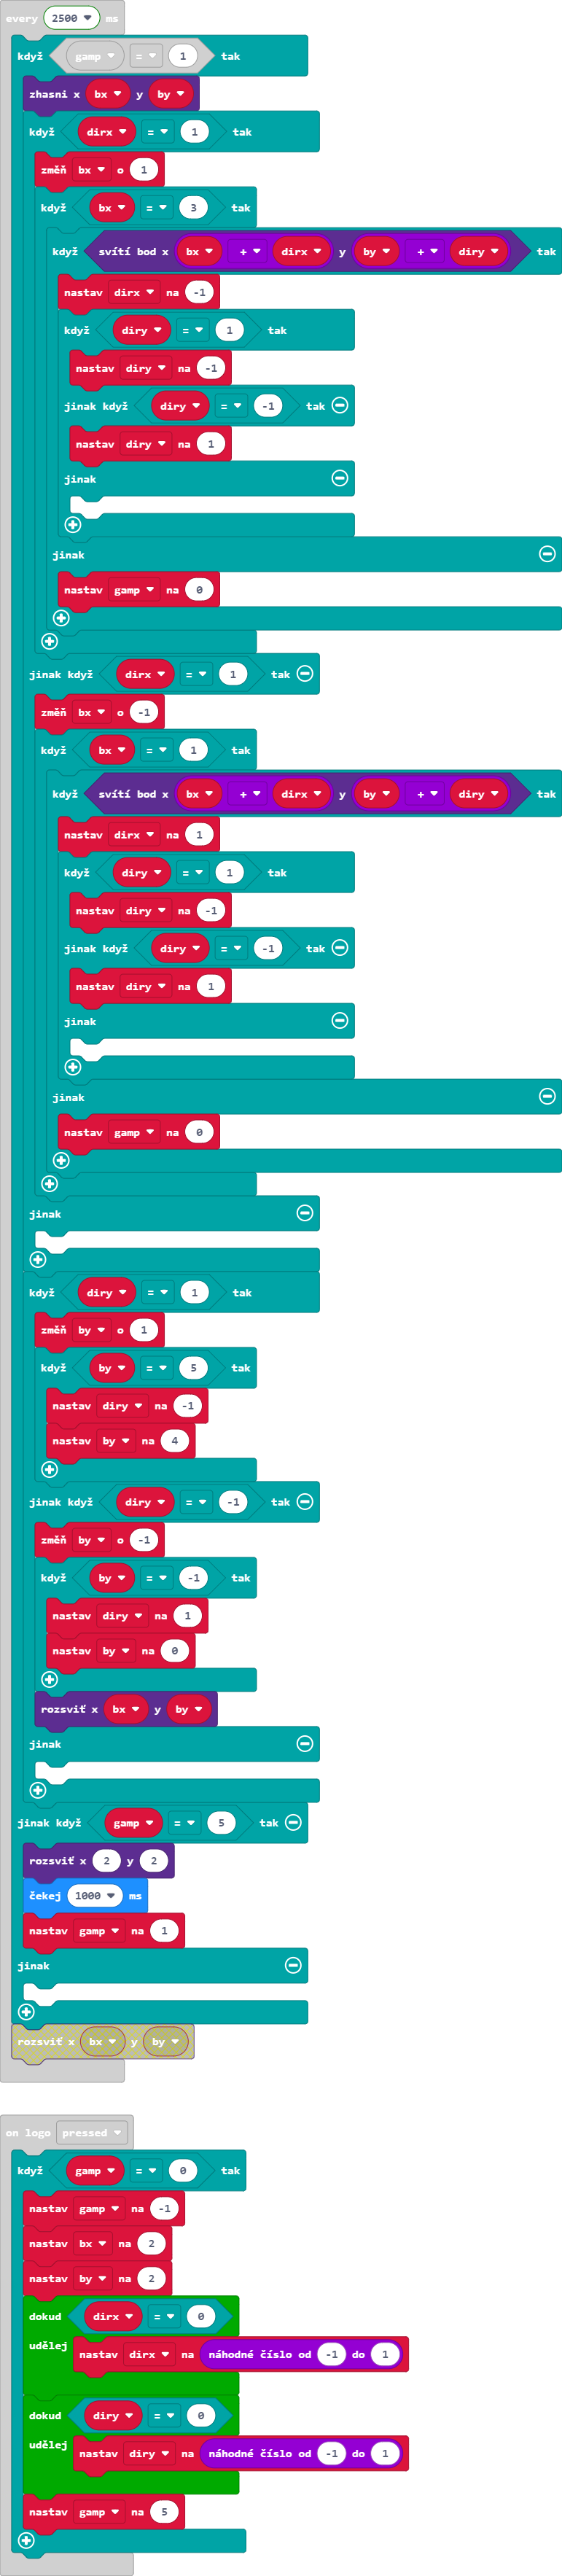 every 2500 ms
když gamp = 1 tak
zhasni x bx y by
když dirx = 1 tak
změň bx o 1
když bx = 3 tak
když svítí bod x bx + dirx y by + diry tak
nastav dirx na -1
když diry = 1 tak
nastav diry na -1
jinak když diry = -1 tak
nastav diry na 1
jinak
jinak
nastav gamp na 0
jinak když dirx = 1 tak
změň bx o -1
když bx = 1 tak
když svítí bod x bx + dirx y by + diry tak
nastav dirx na 1
když diry = 1 tak
nastav diry na -1
jinak když diry = -1 tak
nastav diry na 1
jinak
jinak
nastav gamp na 0
jinak
když diry = 1 tak
změň by o 1
když by = 5 tak
nastav diry na -1
nastav by na 4
jinak když diry = -1 tak
změň by o -1
když by = -1 tak
nastav diry na 1
nastav by na 0
rozsviť x bx y by
jinak
jinak když gamp = 5 tak
rozsviť x 2 y 2
čekej 1000 ms
nastav gamp na 1
jinak
rozsviť x bx y by
on logo pressed
když gamp = 0 tak
nastav gamp na -1
nastav bx na 2
nastav by na 2
dokud dirx = 0
udělej nastav dirx na náhodné číslo od -1 do 1
dokud diry = 0
udělej nastav diry na náhodné číslo od -1 do 1
nastav gamp na 5